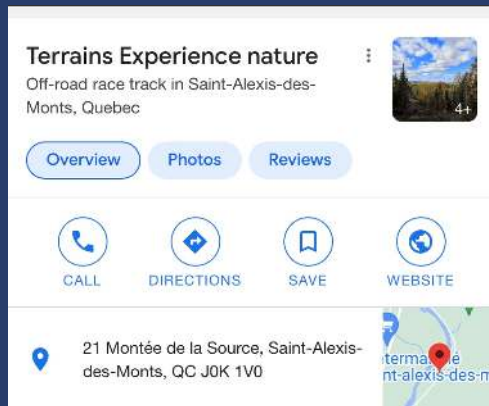 Terrains Experience nature
Off-road race track in Saint-Alexis-des-
Monts, Quebec
4+
Overview Photos Reviews
CALL DIRECTIONS SAVE WEBSITE
21 Montée de la Source, Saint-Alexis-
des-Monts, QC J0K 1V0